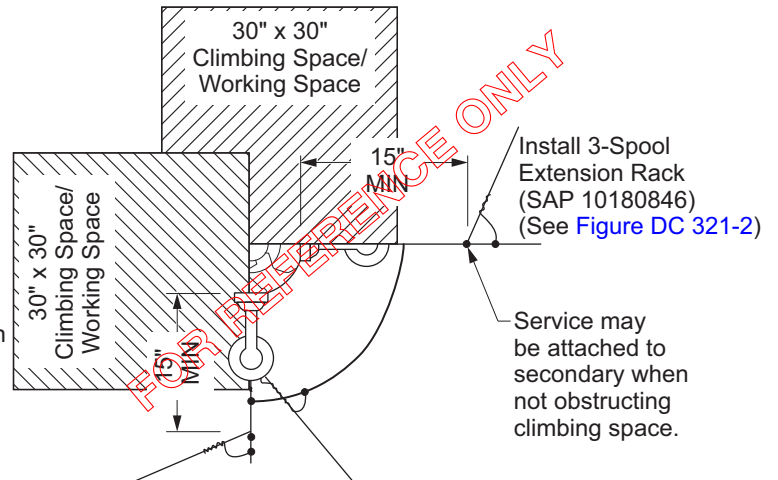 30" x 30"
Climbing Space/
Working Space
15"
MIN
Install 3-Spool
Extension Rack
(SAP 10180846)
(See Figure DC 321-2)
30" x 30"
Climbing Space/
Working Space
15"
MIN
Service may
be attached to
secondary when
not obstructing
climbing space.
FOR REFERENCE ONLY